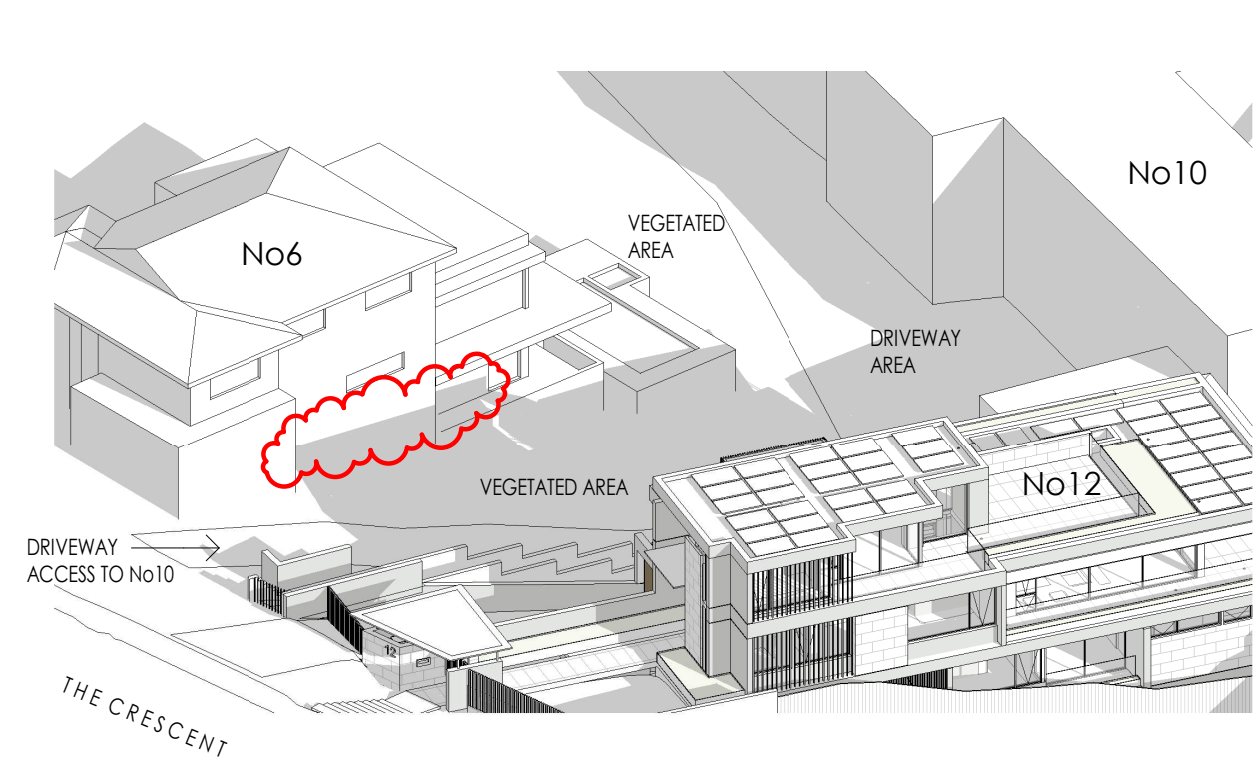 No10
VEGETATED
AREA
No6
DRIVEWAY
AREA
No12
VEGETATED AREA
DRIVEWAY
ACCESS TO No10
12
THE CRESCENT